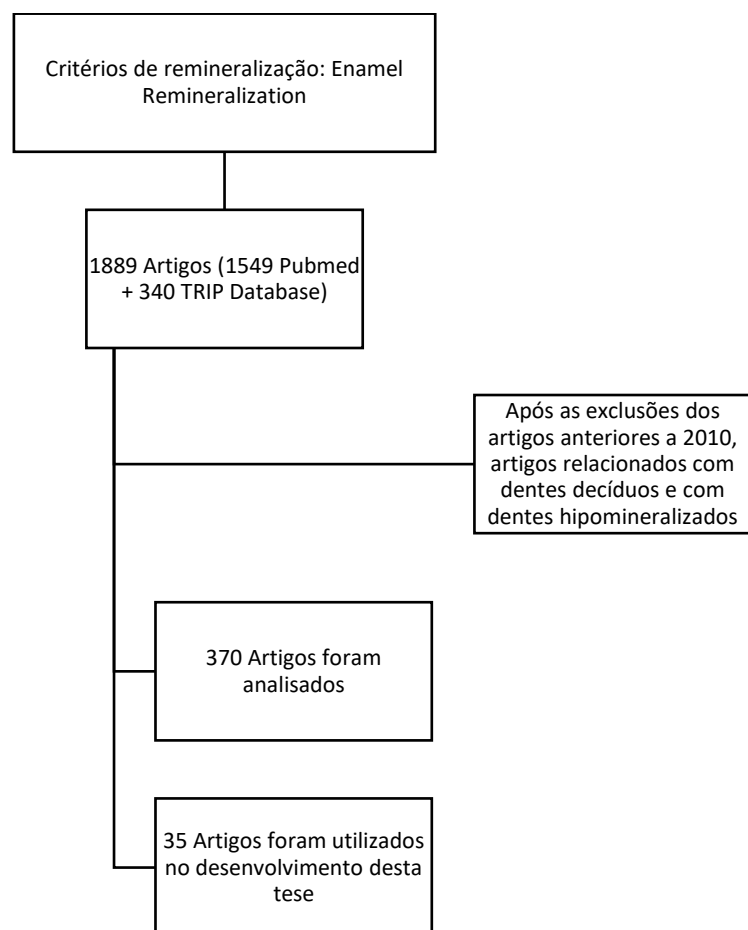 Critérios de remineralização: Enamel
Remineralization
1889 Artigos (1549 Pubmed
+ 340 TRIP Database)
Após as exclusões dos
artigos anteriores a 2010,
artigos relacionados com
dentes decíduos e com
dentes hipomineralizados
370 Artigos foram
analisados
35 Artigos foram utilizados
no desenvolvimento desta
tese